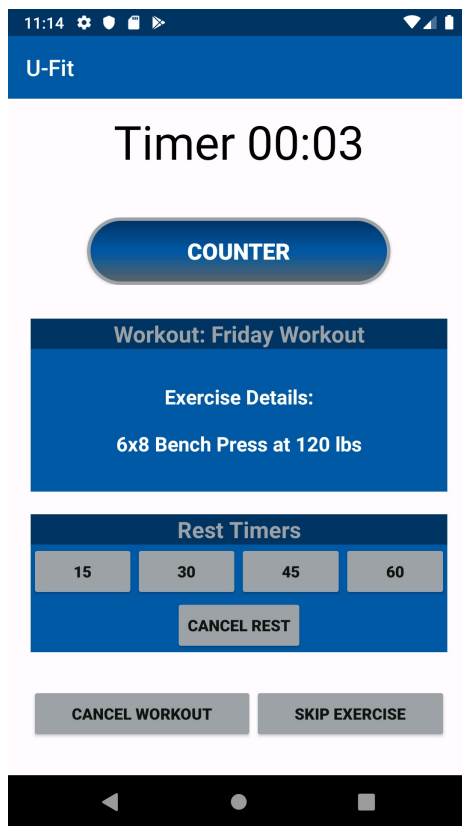 11:14
U-Fit
Timer 00:03
COUNTER
Workout: Friday Workout
Exercise Details:
6x8 Bench Press at 120 lbs
Rest Timers
15 30 45 60
CANCEL REST
CANCEL WORKOUT SKIP EXERCISE